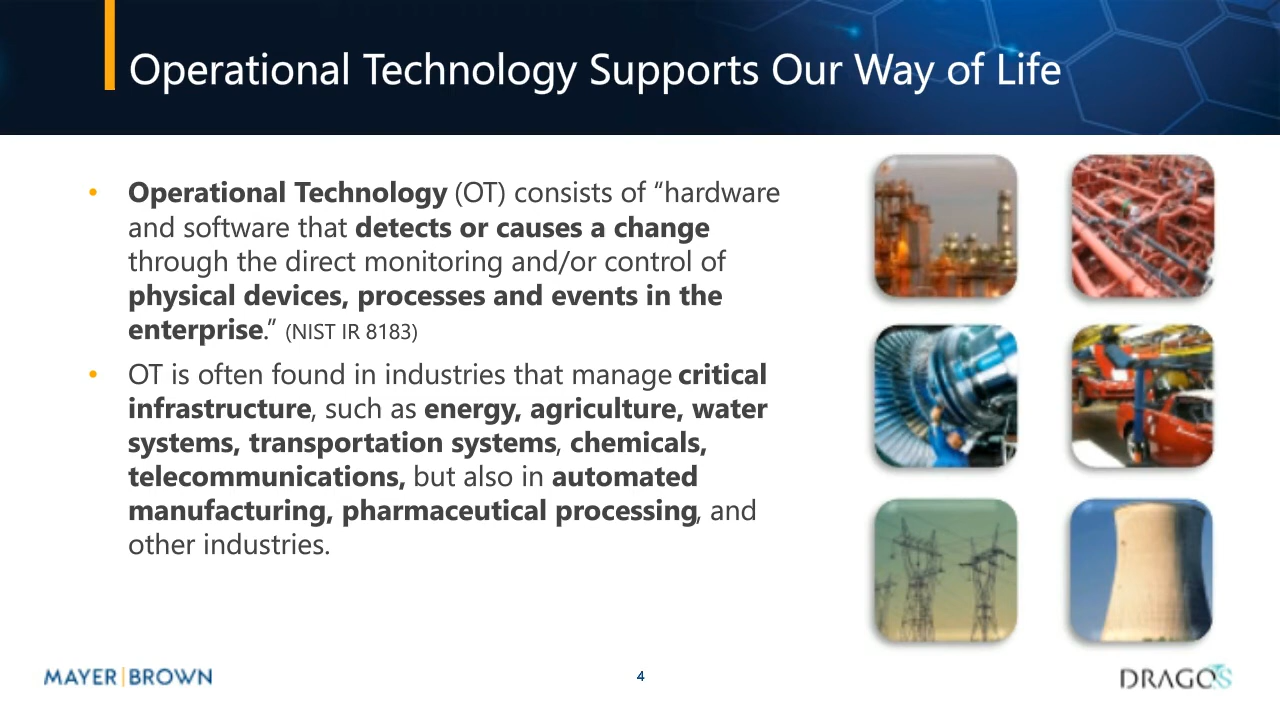 Operational Technology Supports Our Way of Life
• Operational Technology (OT) consists of “hardware
and software that detects or causes a change
through the direct monitoring and/or control of
physical devices, processes and events in the
enterprise.” (NIST IR 8183)
• OT is often found in industries that manage critical
infrastructure, such as energy, agriculture, water
systems, transportation systems, chemicals,
telecommunications, but also in automated
manufacturing, pharmaceutical processing, and
other industries.
MAYER|BROWN
4
DRAGOS